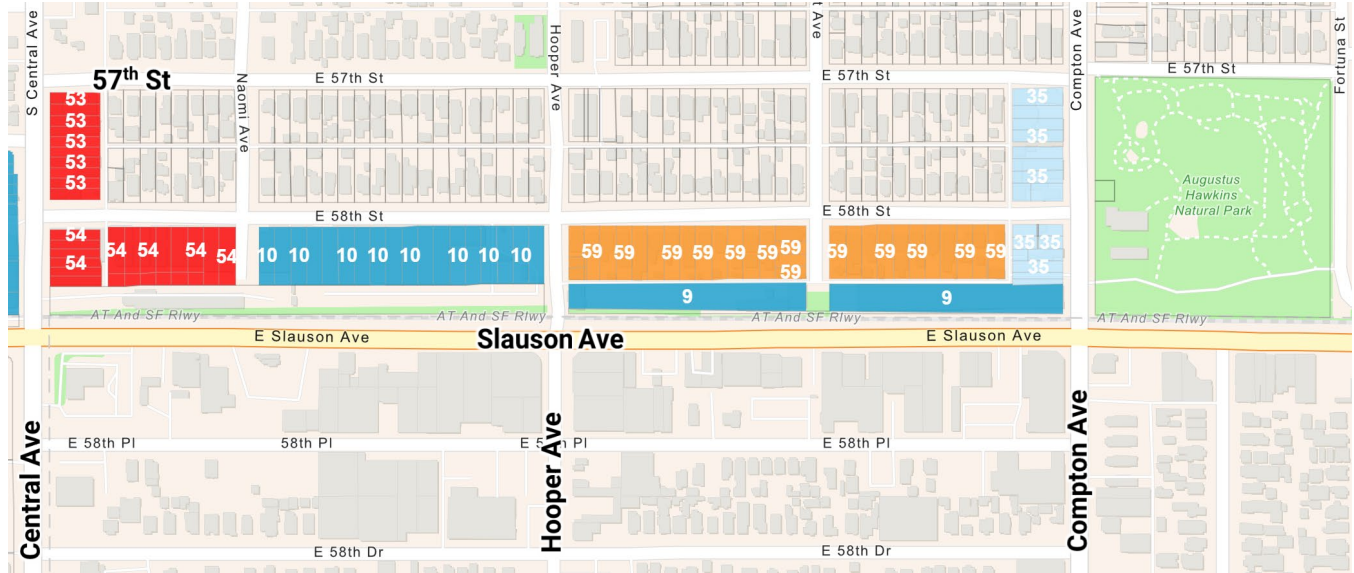 S Central Ave
Hooper Ave
t Ave
Compton Ave
Fortuna St
E 57th St
E 57th St
E 57th St
57th St
Naomi Ave
53
53
53
53
53
35
35
35
Augustus
Hawkins
Natural Park
E 58th St
E 58th St
54
54
54
54
54
54
10
10
10
10
10
10
10
10
59
59
59
59
59
59
59
59
59
59
59
59
59
35
35
35
9
9
AT And SF Rlwy
AT And SF Rlwy
AT And SF Rlwy
AT And SF Rlwy
E Slauson Ave
Slauson Ave
E Slauson Ave
Central Ave
Hooper Ave
Compton Ave
E 58th Pl
58th Pl
E 58th Pl
E 58th Dr
E 58th Dr